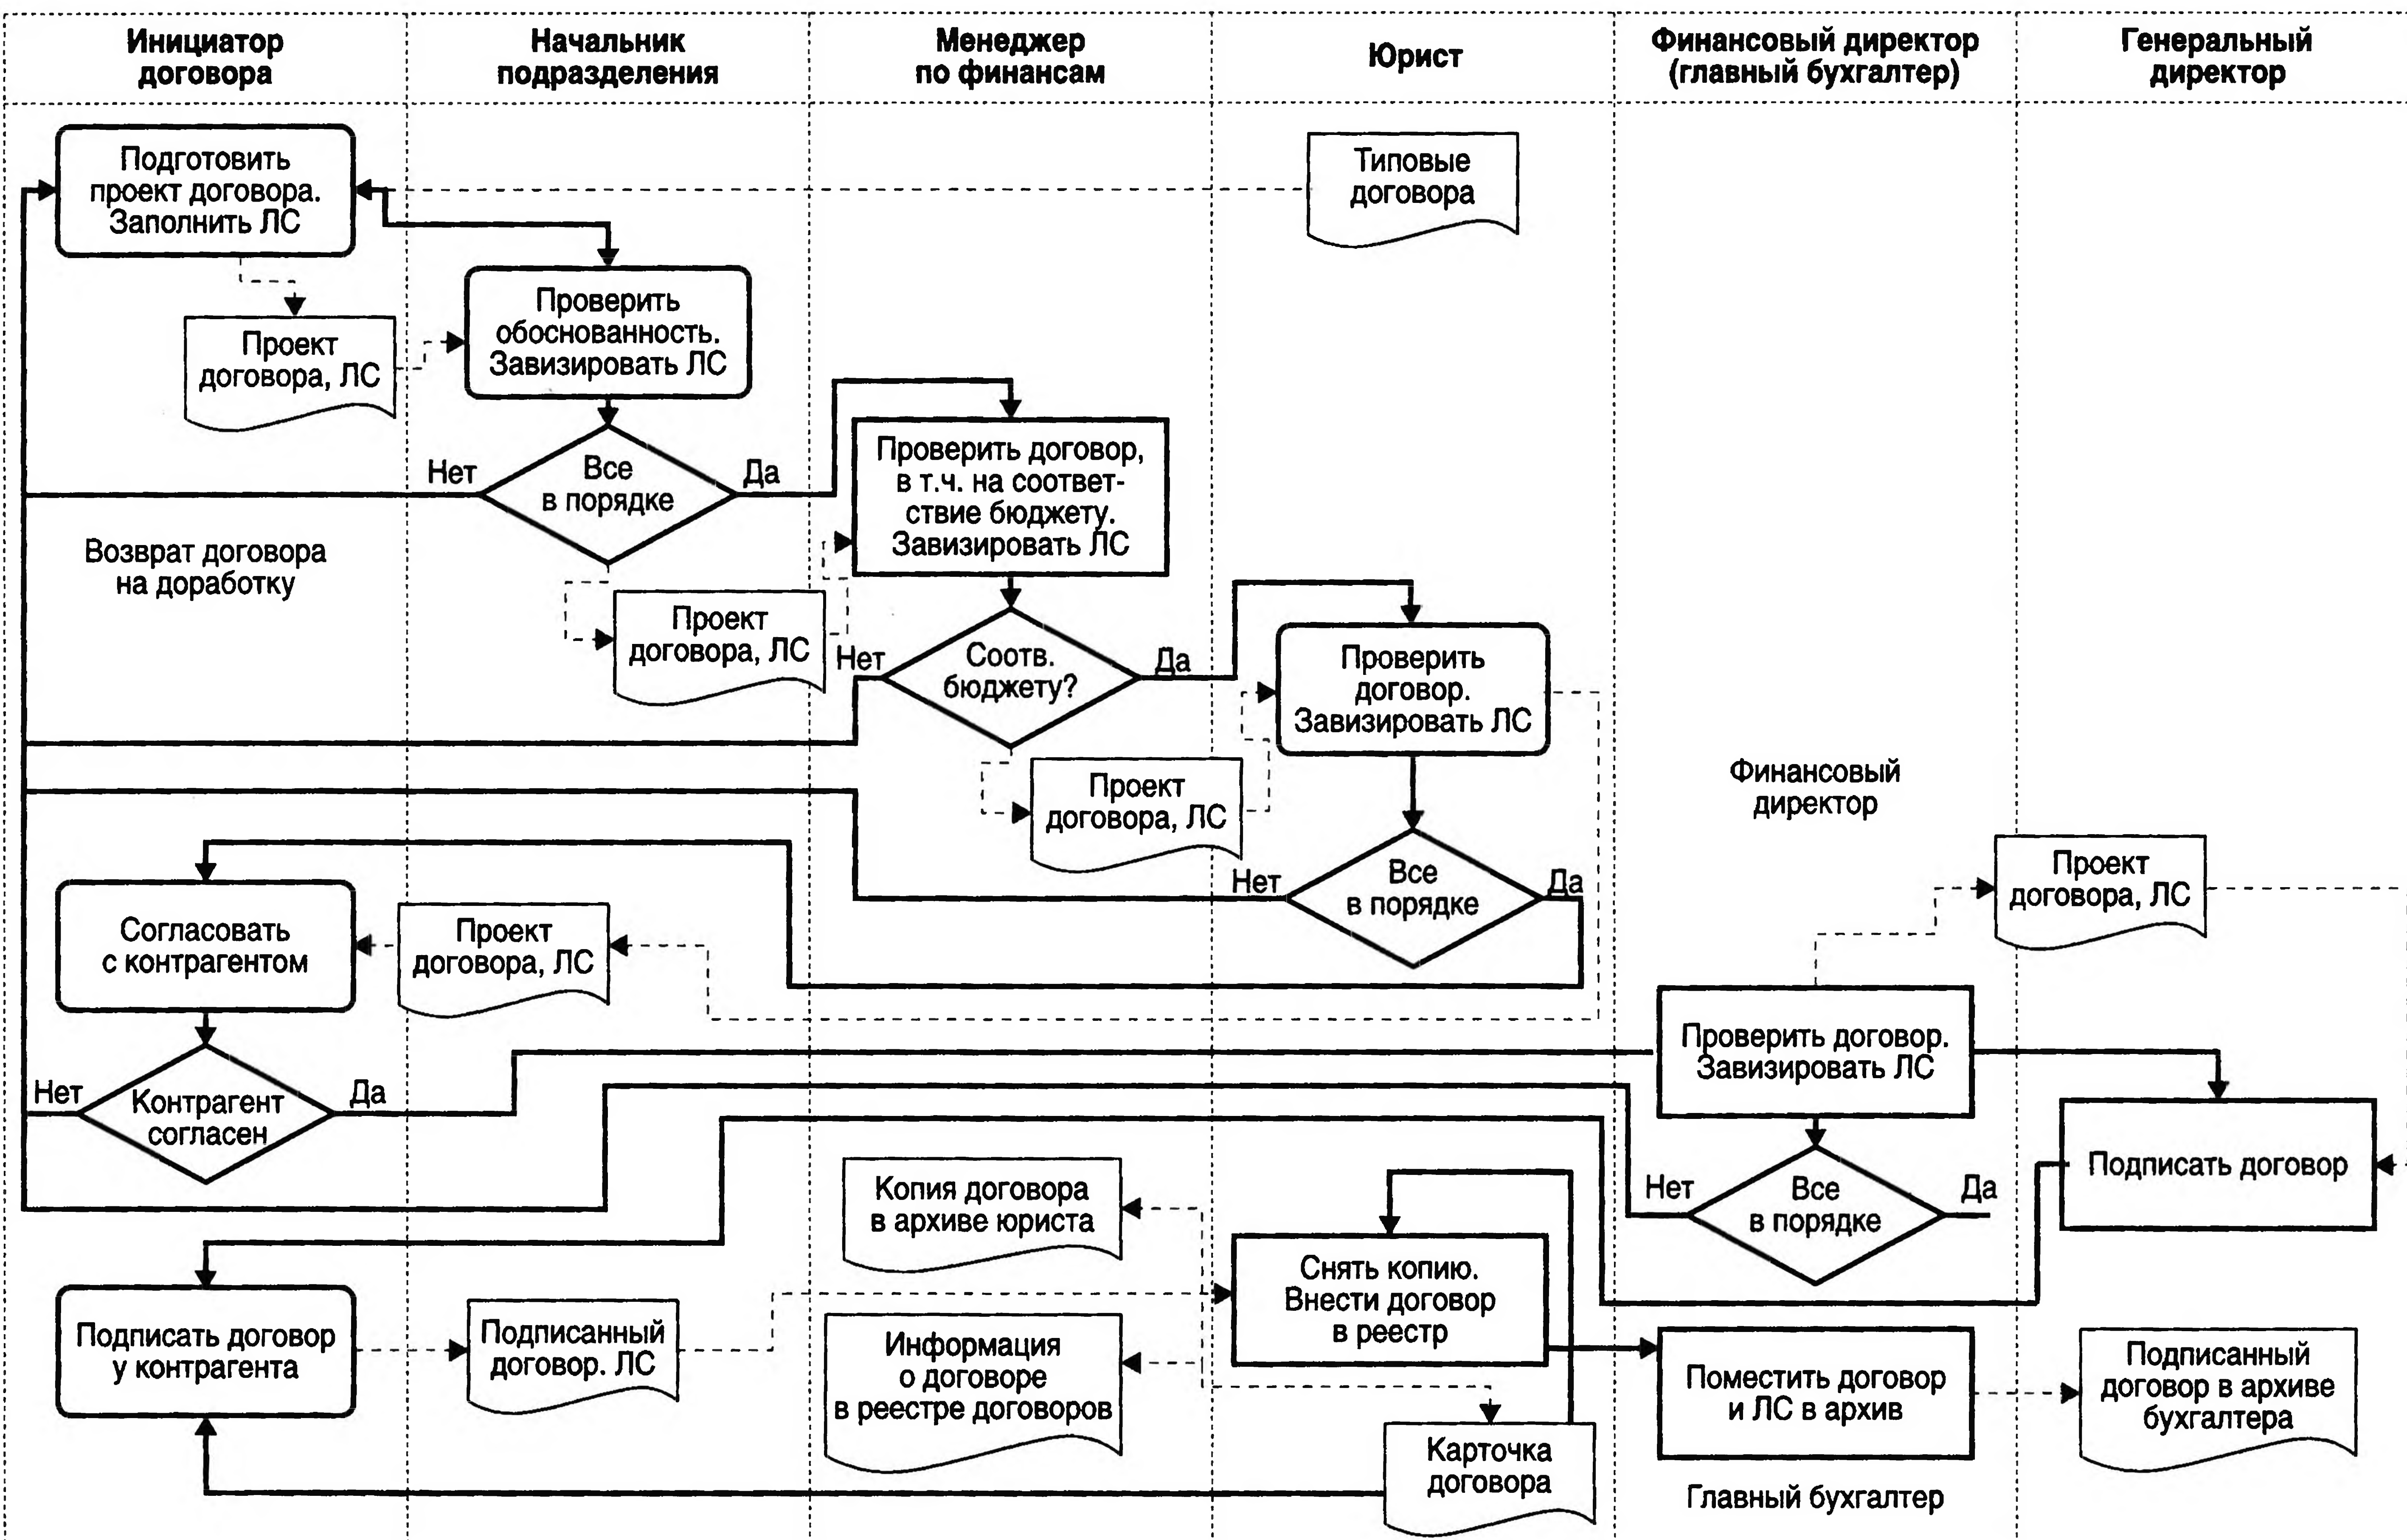 Инициатор
договора
Начальник
подразделения
Менеджер
по финансам
Юрист
Финансовый директор
(главный бухгалтер)
Генеральный
директор
Подготовить
проект договора.
Заполнить ЛС
Типовые
договора
Проект
договора, ЛС
Проверить
обоснованность.
Завизировать ЛС
Нет
Все
в порядке
Да
Проверить договор,
в т.ч. на соответ-
ствие бюджету.
Завизировать ЛС
Возврат договора
на доработку
Проект
договора, ЛС
Нет
Соотв.
бюджету?
Да
Проверить
договор.
Завизировать ЛС
Проект
договора, ЛС
Финансовый
директор
Нет
Все
в порядке
Да
Проект
договора, ЛС
Согласовать
с контрагентом
Проект
договора, ЛС
Проверить договор.
Завизировать ЛС
Нет
Контрагент
согласен
Да
Подписать договор
Нет
Все
в порядке
Да
Копия договора
в архиве юриста
Снять копию.
Внести договор
в реестр
Подписать договор
у контрагента
Подписанный
договор. ЛС
Информация
о договоре
в реестре договоров
Поместить договор
и ЛС в архив
Подписанный
договор в архиве
бухгалтера
Карточка
договора
Главный бухгалтер